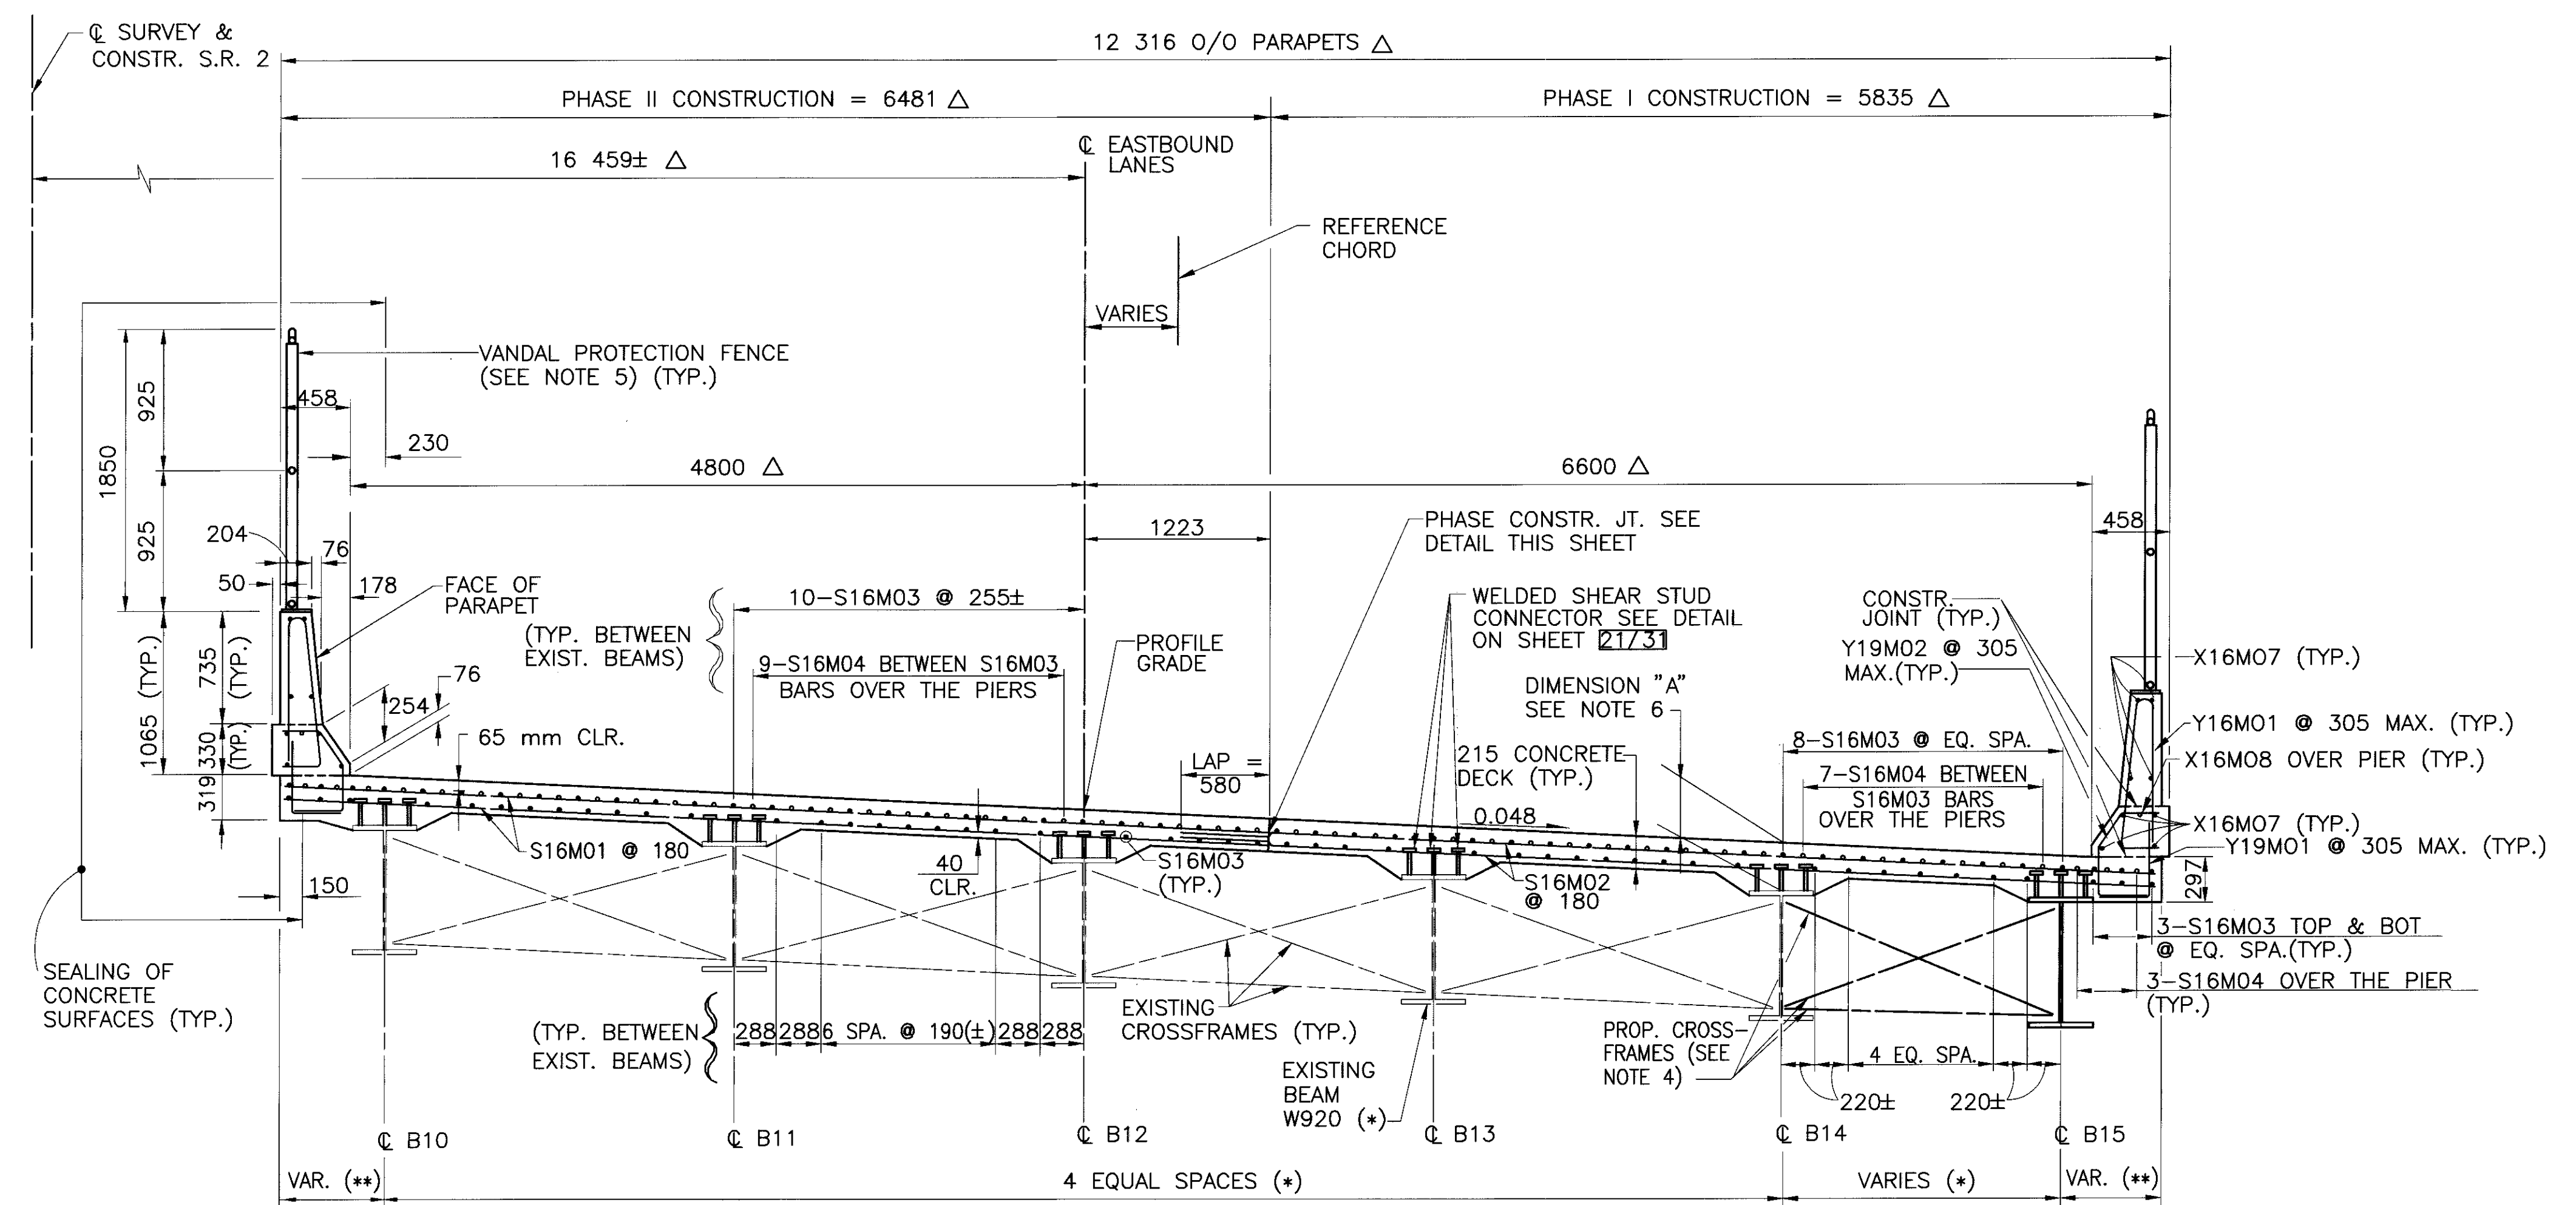 ℄ SURVEY &
CONSTR. S.R. 2
12 316 O/O PARAPETS △
PHASE II CONSTRUCTION = 6481 △
PHASE I CONSTRUCTION = 5835 △
16 459± △
℄ EASTBOUND
LANES
REFERENCE
CHORD
VARIES
VANDAL PROTECTION FENCE
(SEE NOTE 5) (TYP.)
925
1850
925
458
230
4800 △
6600 △
204
76
50
178
FACE OF
PARAPET
1223
PHASE CONSTR. JT. SEE
DETAIL THIS SHEET
458
10-S16M03 @ 255±
(TYP. BETWEEN
EXIST. BEAMS)
9-S16M04 BETWEEN S16M03
BARS OVER THE PIERS
PROFILE
GRADE
WELDED SHEAR STUD
CONNECTOR SEE DETAIL
ON SHEET 21/31
CONSTR.
JOINT (TYP.)
Y19M02 @ 305
MAX.(TYP.)
X16M07 (TYP.)
1065 (TYP.)
735
(TYP.)
330
(TYP.)
319
76
254
65 mm CLR.
DIMENSION "A"
SEE NOTE 6
LAP =
580
215 CONCRETE
DECK (TYP.)
8-S16M03 @ EQ. SPA.
7-S16M04 BETWEEN
S16M03 BARS
OVER THE PIERS
Y16M01 @ 305 MAX. (TYP.)
X16M08 OVER PIER (TYP.)
0.048
X16M07 (TYP.)
Y19M01 @ 305 MAX. (TYP.)
297
S16M01 @ 180
40
CLR.
S16M03
(TYP.)
S16M02
@ 180
150
3-S16M03 TOP & BOT
@ EQ. SPA.(TYP.)
3-S16M04 OVER THE PIER
(TYP.)
SEALING OF
CONCRETE
SURFACES (TYP.)
(TYP. BETWEEN
EXIST. BEAMS)
288 288 6 SPA. @ 190(±) 288 288
EXISTING
CROSSFRAMES (TYP.)
EXISTING
BEAM
W920 (*)
PROP. CROSS-
FRAMES (SEE
NOTE 4)
4 EQ. SPA.
220± 220±
℄ B10
℄ B11
℄ B12
℄ B13
℄ B14
℄ B15
VAR. (**)
4 EQUAL SPACES (*)
VARIES (*)
VAR. (**)